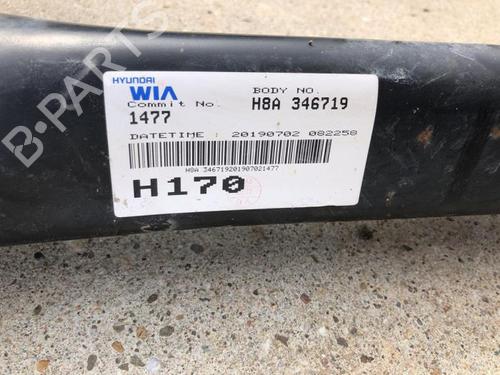 B-PARTS
HYUNDAI
WIA
BODY NO.
Commit No. H8A 346719
1477
DATETIME : 20190702 082258
H8A 346719201907021477
H170